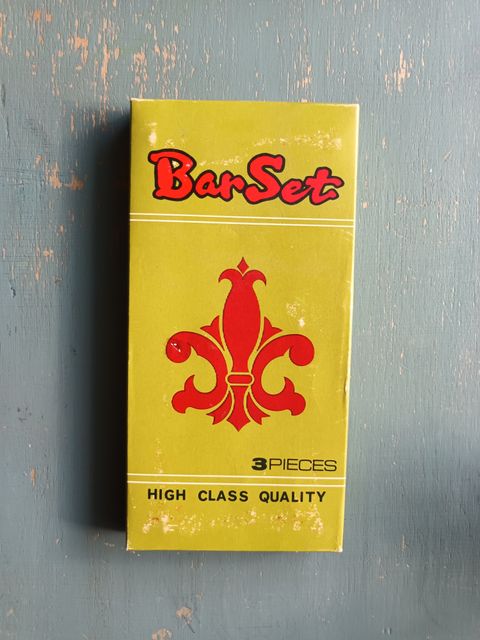 Bar Set
3 PIECES
HIGH CLASS QUALITY